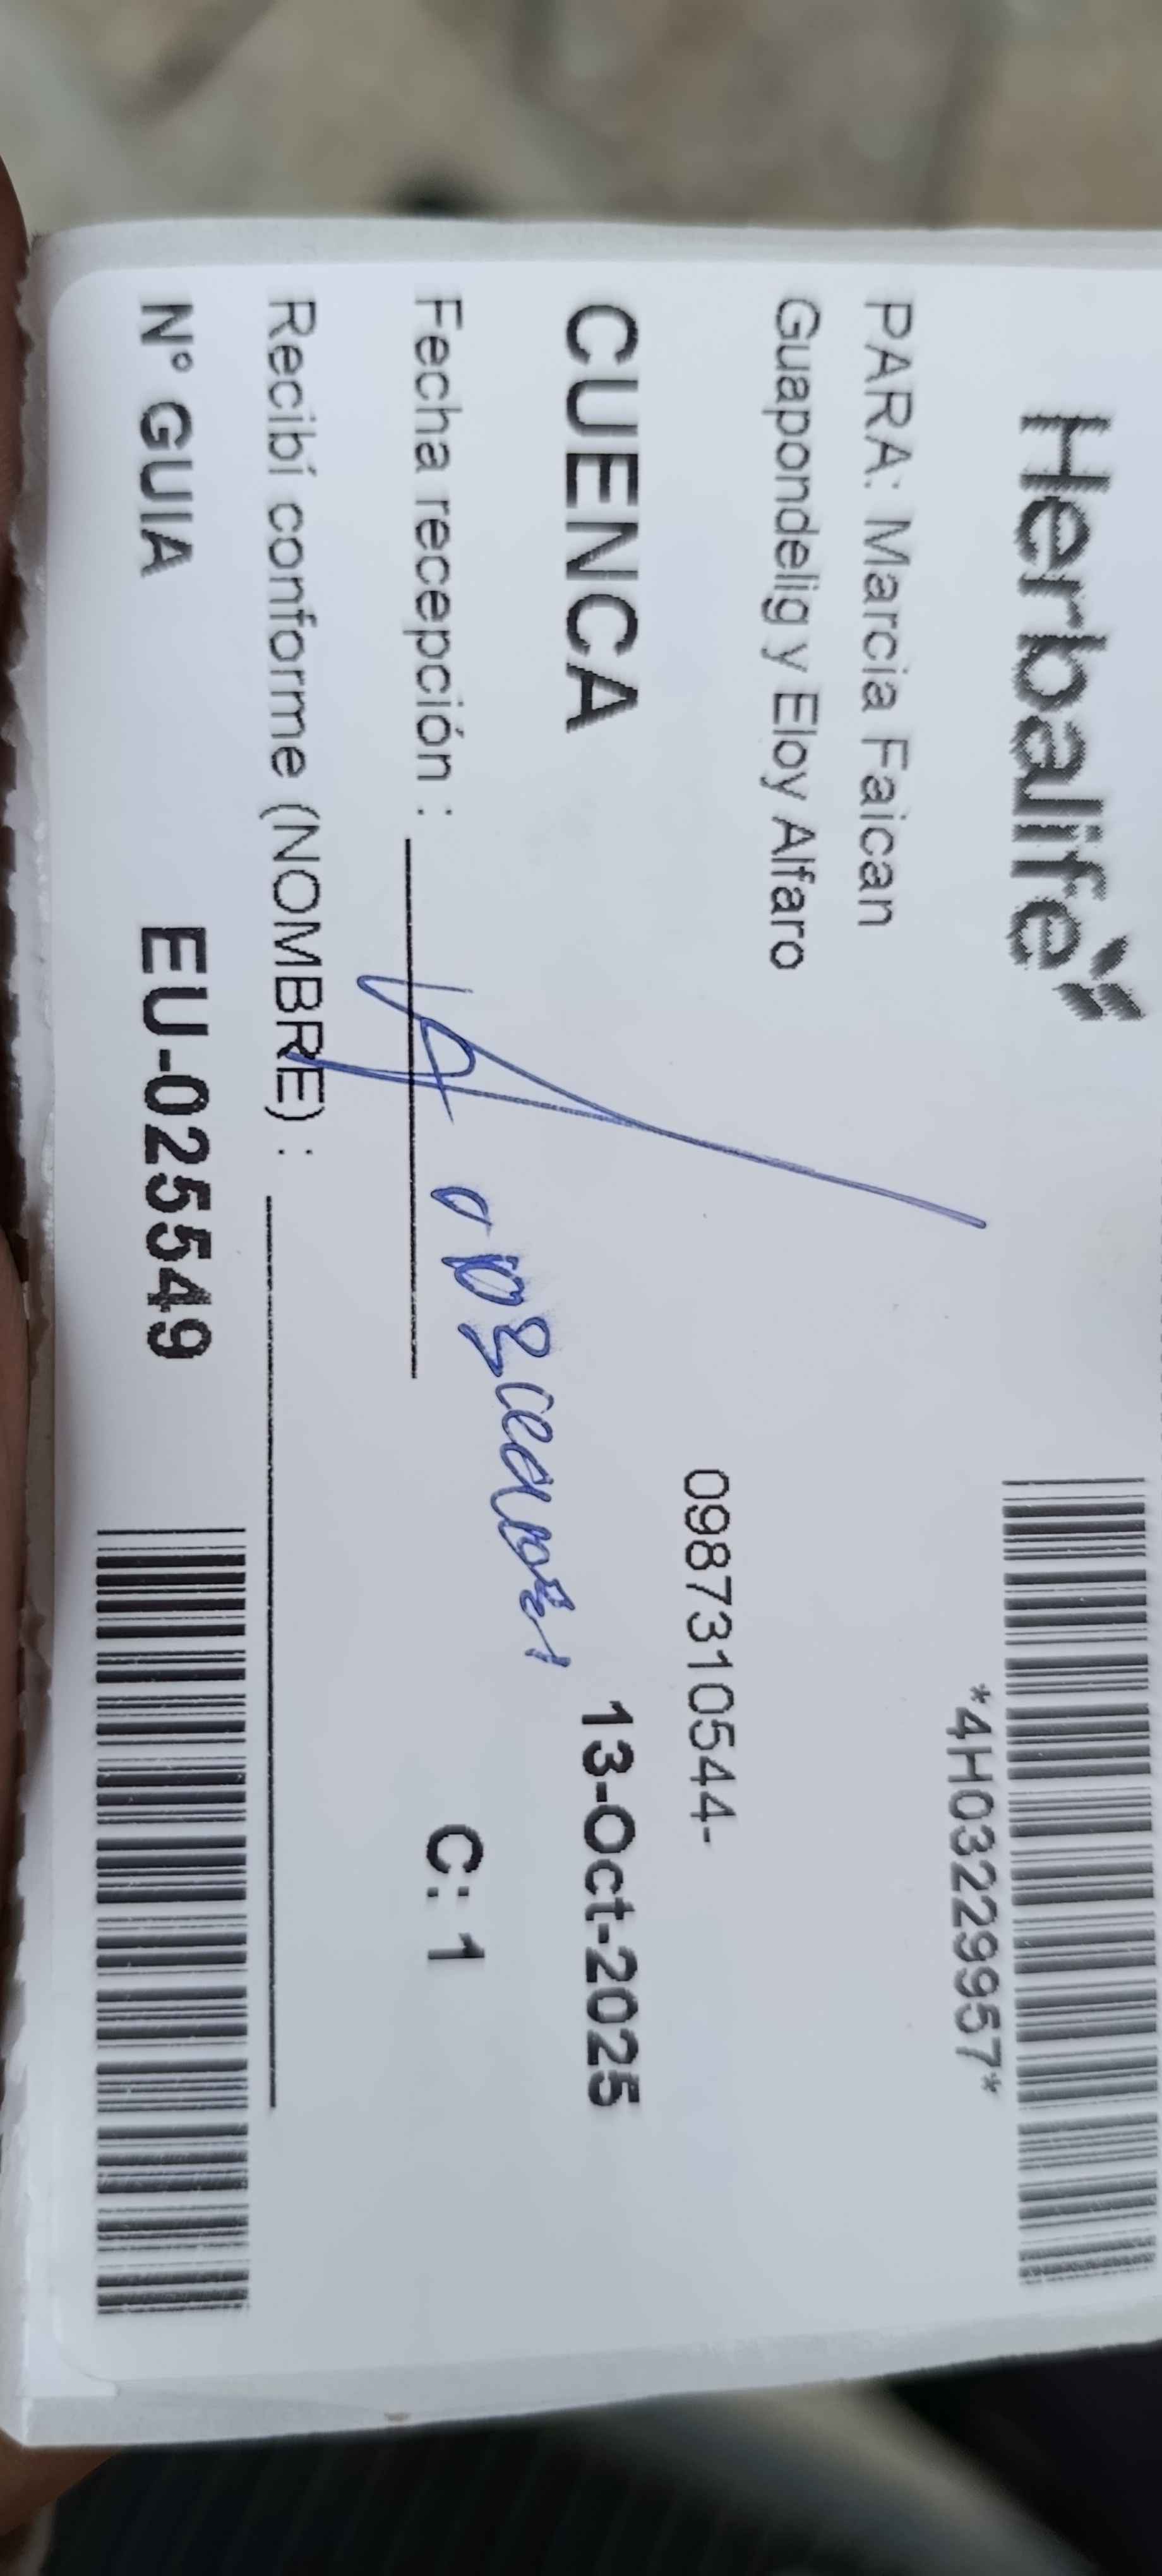 Herbalife
*4H03229957*
PARA: Marcia Faican
Guapondelig y Eloy Alfaro
0987310544-
CUENCA
13-Oct-2025
Fecha recepción :
C: 1
Recibí conforme (NOMBRE) :
N° GUIA
EU-025549